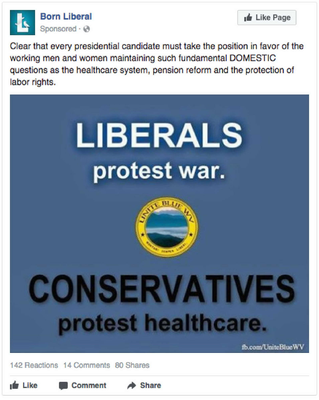 Born Liberal
Sponsored ·
Like Page
Clear that every presidential candidate must take the position in favor of the
working men and women maintaining such fundamental DOMESTIC
questions as the healthcare system, pension reform and the protection of
labor rights.
LIBERALS
protest war.
UNITE BLUE WV
CONSERVATIVES
protest healthcare.
fb.com/UniteBlueWV
142 Reactions 14 Comments 80 Shares
Like Comment Share